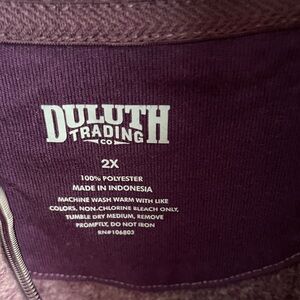 DULUTH
TRADING
CO
2X
100% POLYESTER
MADE IN INDONESIA
MACHINE WASH WARM WITH LIKE
COLORS, NON-CHLORINE BLEACH ONLY,
TUMBLE DRY MEDIUM, REMOVE
PROMPTLY, DO NOT IRON
RN#106803